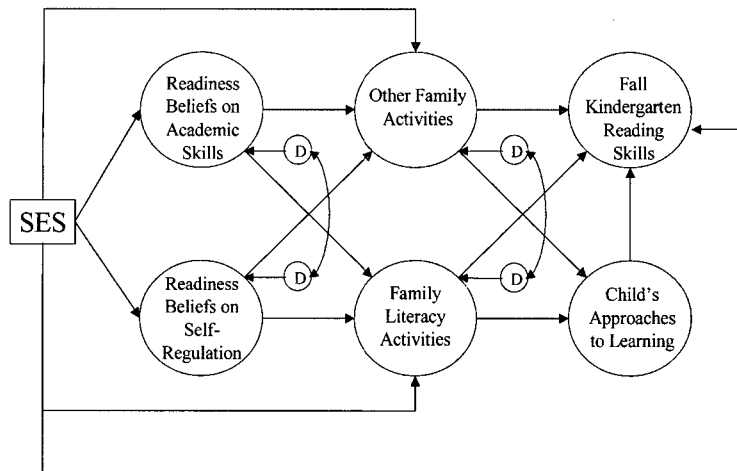 SES
Readiness
Beliefs on
Academic
Skills
Readiness
Beliefs on
Self-
Regulation
D
D
Other Family
Activities
Family
Literacy
Activities
D
D
Fall
Kindergarten
Reading
Skills
Child's
Approaches
to Learning